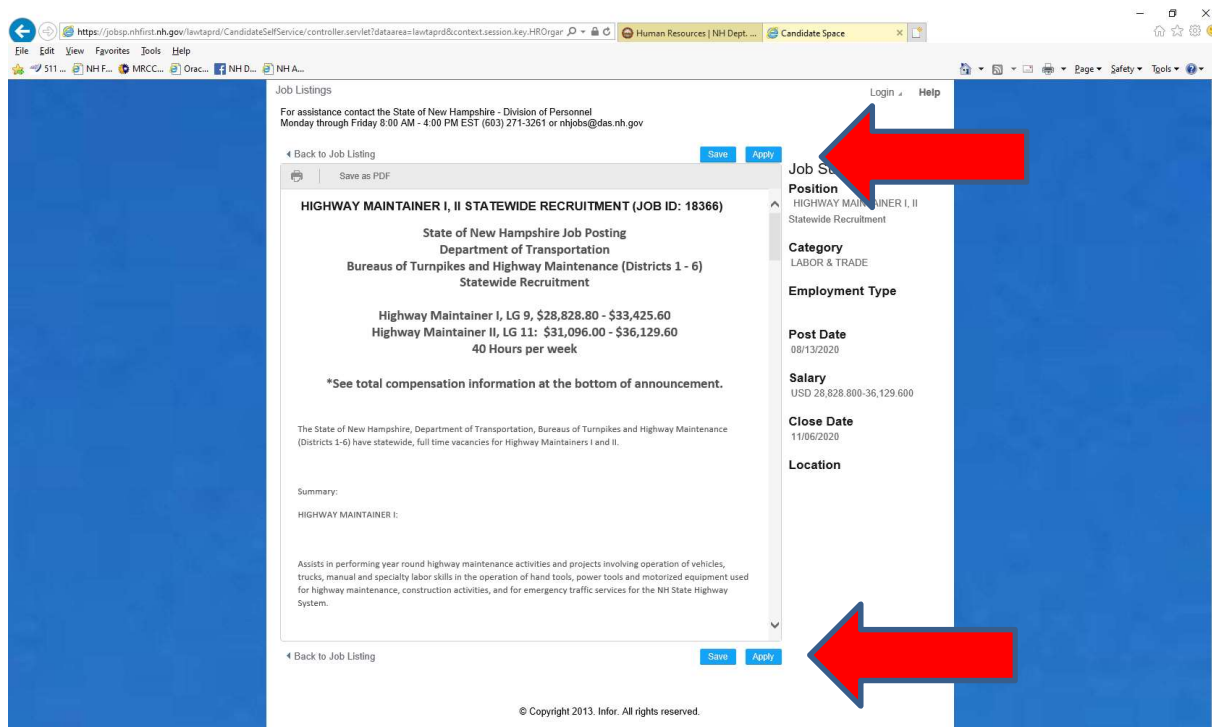 https://jobsp.nhfirst.nh.gov/lawtaprd/CandidateSelfService/controller.servlet?dataarea=lawtaprd&context.session.key.HROrgar
Human Resources | NH Dept. ...
Candidate Space
File Edit View Favorites Tools Help
511 ... NH F... MRCC... Orac... NH D... NH A...
Page Safety Tools
Job Listings
Login Help
For assistance contact the State of New Hampshire - Division of Personnel
Monday through Friday 8:00 AM - 4:00 PM EST (603) 271-3261 or nhjobs@das.nh.gov
Back to Job Listing
Save Apply
Save as PDF
HIGHWAY MAINTAINER I, II STATEWIDE RECRUITMENT (JOB ID: 18366)
State of New Hampshire Job Posting
Department of Transportation
Bureaus of Turnpikes and Highway Maintenance (Districts 1 - 6)
Statewide Recruitment
Highway Maintainer I, LG 9, $28,828.80 - $33,425.60
Highway Maintainer II, LG 11: $31,096.00 - $36,129.60
40 Hours per week
*See total compensation information at the bottom of announcement.
The State of New Hampshire, Department of Transportation, Bureaus of Turnpikes and Highway Maintenance
(Districts 1-6) have statewide, full time vacancies for Highway Maintainers I and II.
Summary:
HIGHWAY MAINTAINER I:
Assists in performing year round highway maintenance activities and projects involving operation of vehicles,
trucks, manual and specialty labor skills in the operation of hand tools, power tools and motorized equipment used
for highway maintenance, construction activities, and for emergency traffic services for the NH State Highway
System.
Job
Position
HIGHWAY MAINTAINER I, II
Statewide Recruitment
Category
LABOR & TRADE
Employment Type
Post Date
08/13/2020
Salary
USD 28,828.800-36,129.600
Close Date
11/06/2020
Location
Back to Job Listing
Save Apply
© Copyright 2013. Infor. All rights reserved.